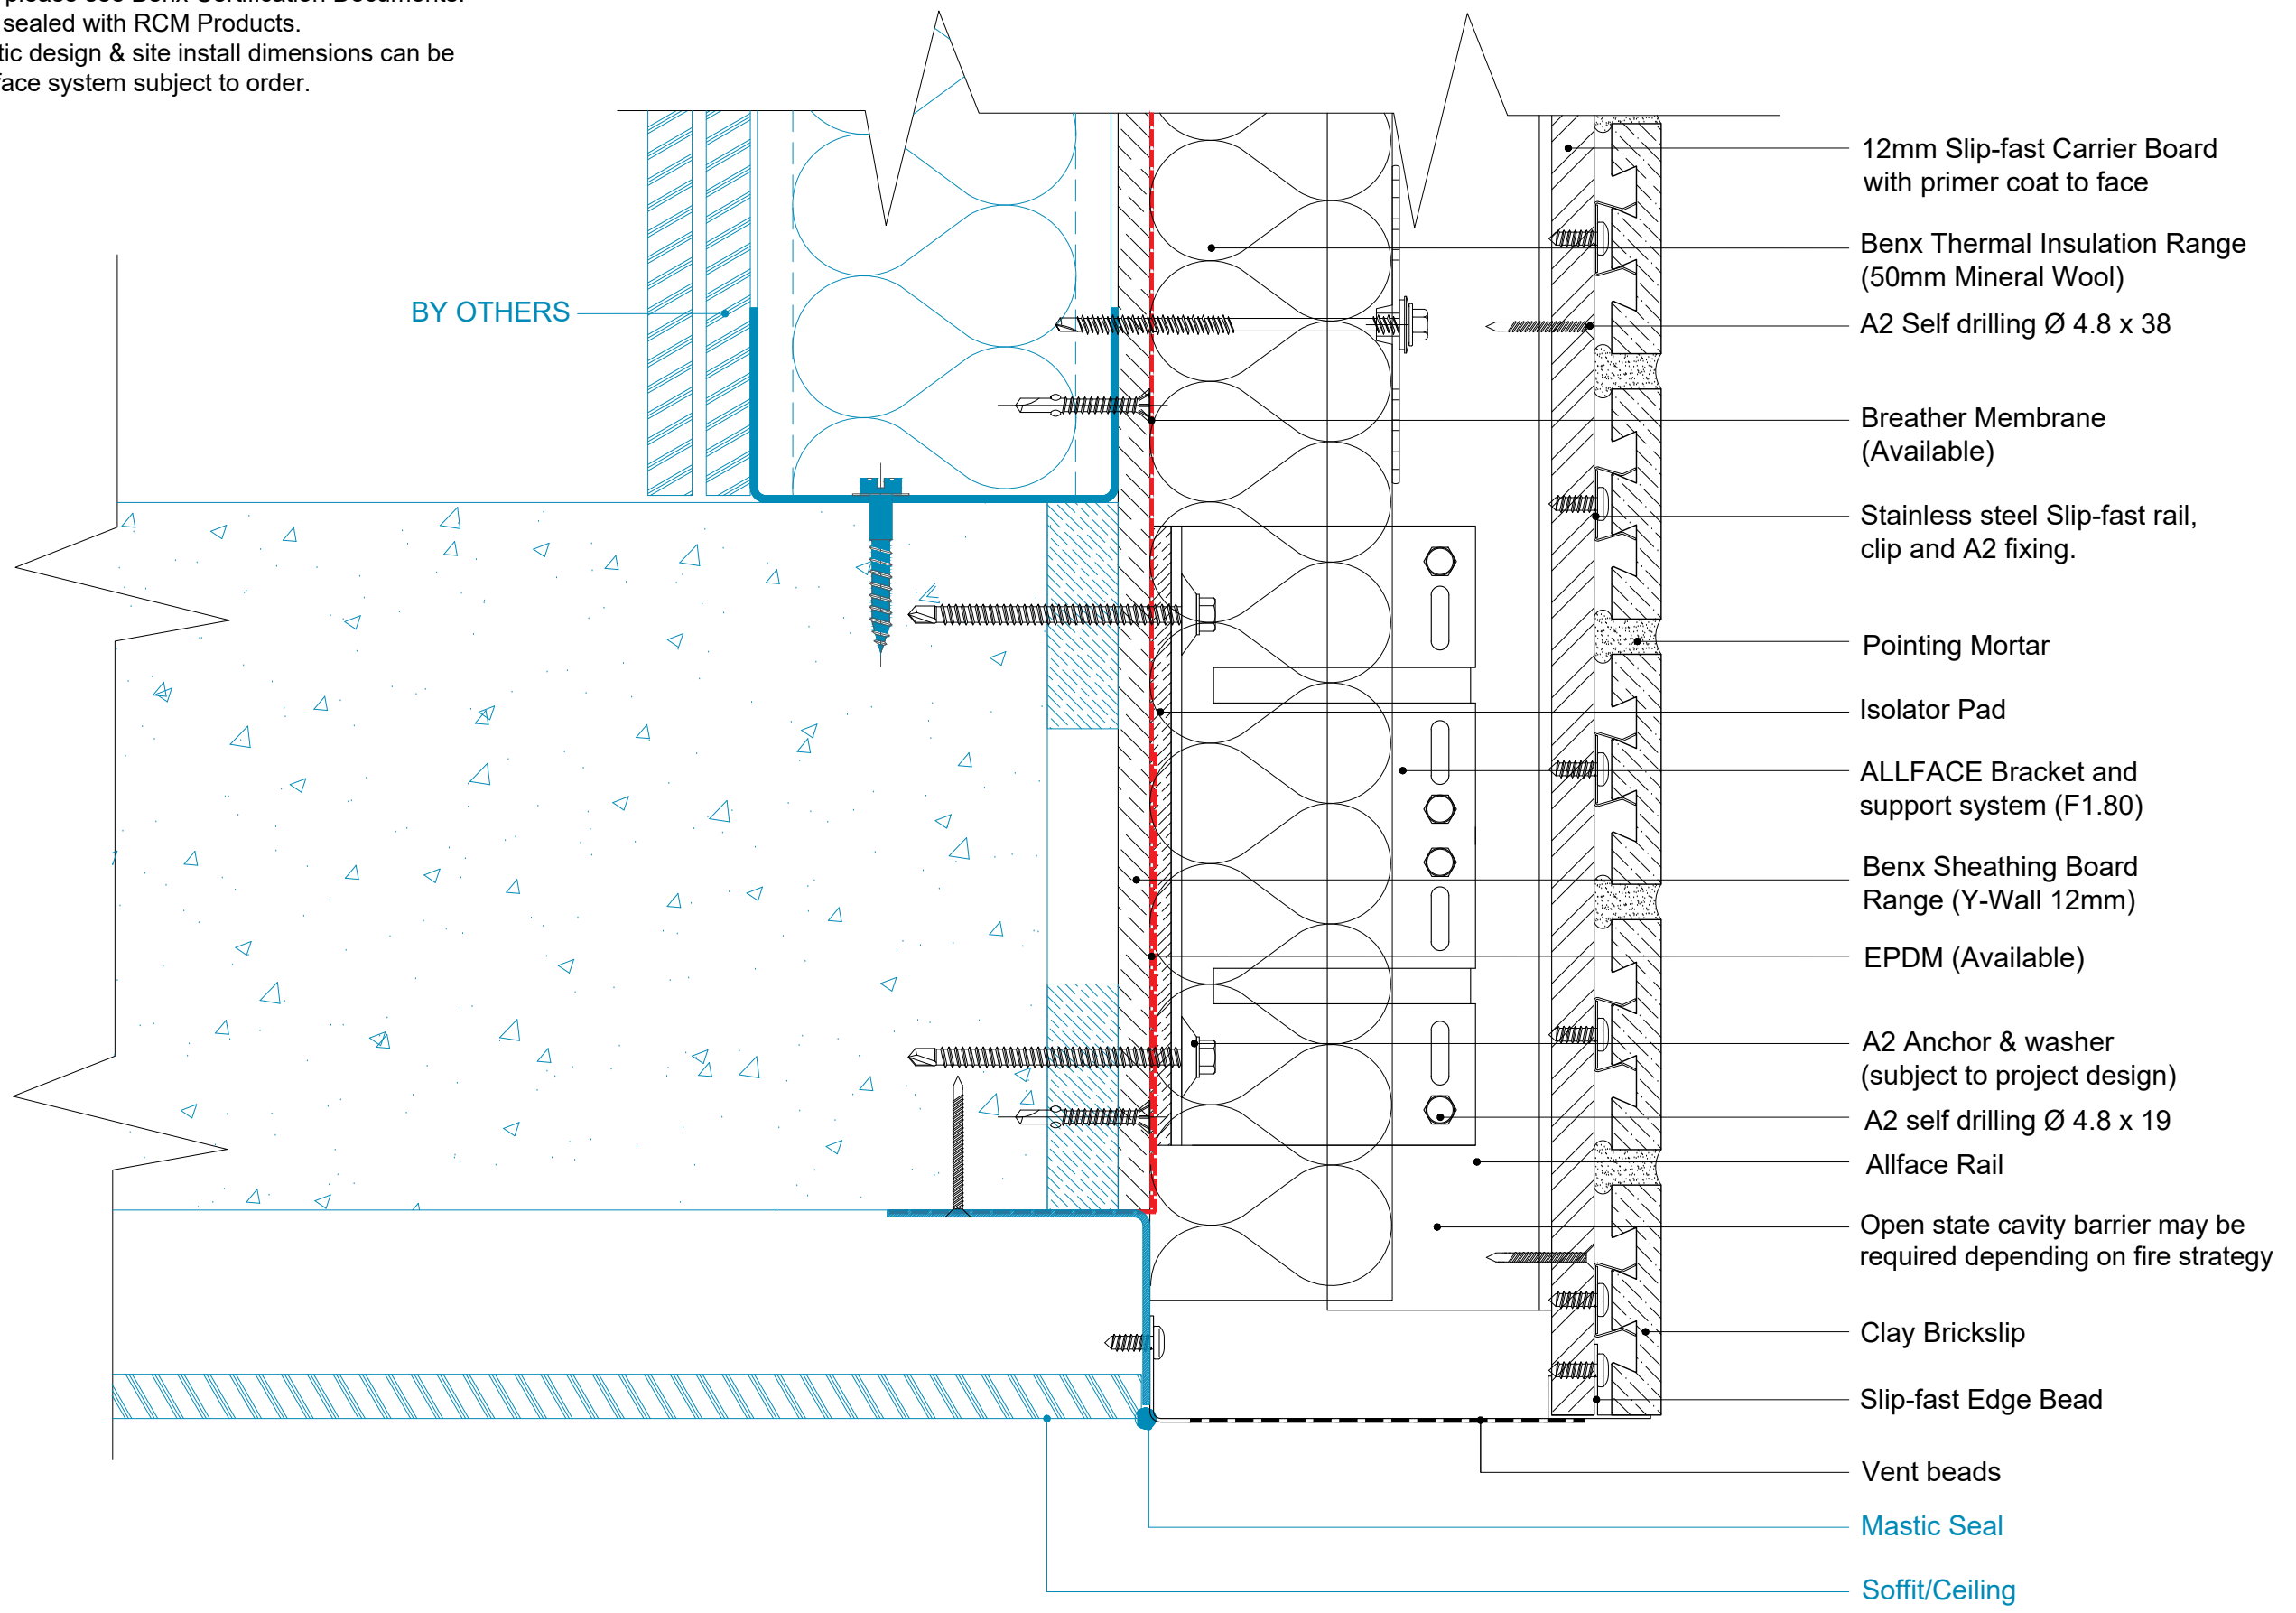 please see Benx Certification Documents.
sealed with RCM Products.
tic design & site install dimensions can be
face system subject to order.
BY OTHERS
12mm Slip-fast Carrier Board
with primer coat to face
Benx Thermal Insulation Range
(50mm Mineral Wool)
A2 Self drilling Ø 4.8 x 38
Breather Membrane
(Available)
Stainless steel Slip-fast rail,
clip and A2 fixing.
Pointing Mortar
Isolator Pad
ALLFACE Bracket and
support system (F1.80)
Benx Sheathing Board
Range (Y-Wall 12mm)
EPDM (Available)
A2 Anchor & washer
(subject to project design)
A2 self drilling Ø 4.8 x 19
Allface Rail
Open state cavity barrier may be
required depending on fire strategy
Clay Brickslip
Slip-fast Edge Bead
Vent beads
Mastic Seal
Soffit/Ceiling